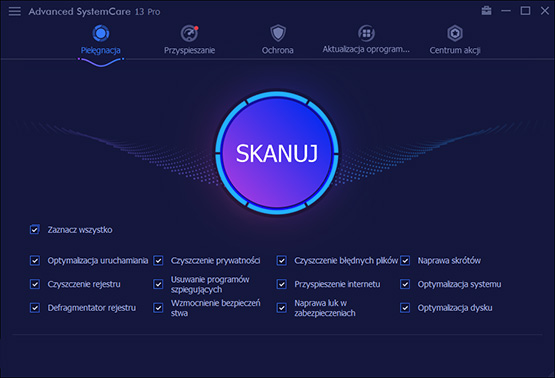 Advanced SystemCare 13 Pro
Pielęgnacja
Przyspieszanie
Ochrona
Aktualizacja oprogram...
Centrum akcji
SKANUJ
Zaznacz wszystko
Optymalizacja uruchamiania
Czyszczenie prywatności
Czyszczenie błędnych plików
Naprawa skrótów
Czyszczenie rejestru
Usuwanie programów
szpiegujących
Przyspieszenie internetu
Optymalizacja systemu
Defragmentator rejestru
Wzmocnienie bezpieczeń
stwa
Naprawa luk w
zabezpieczeniach
Optymalizacja dysku